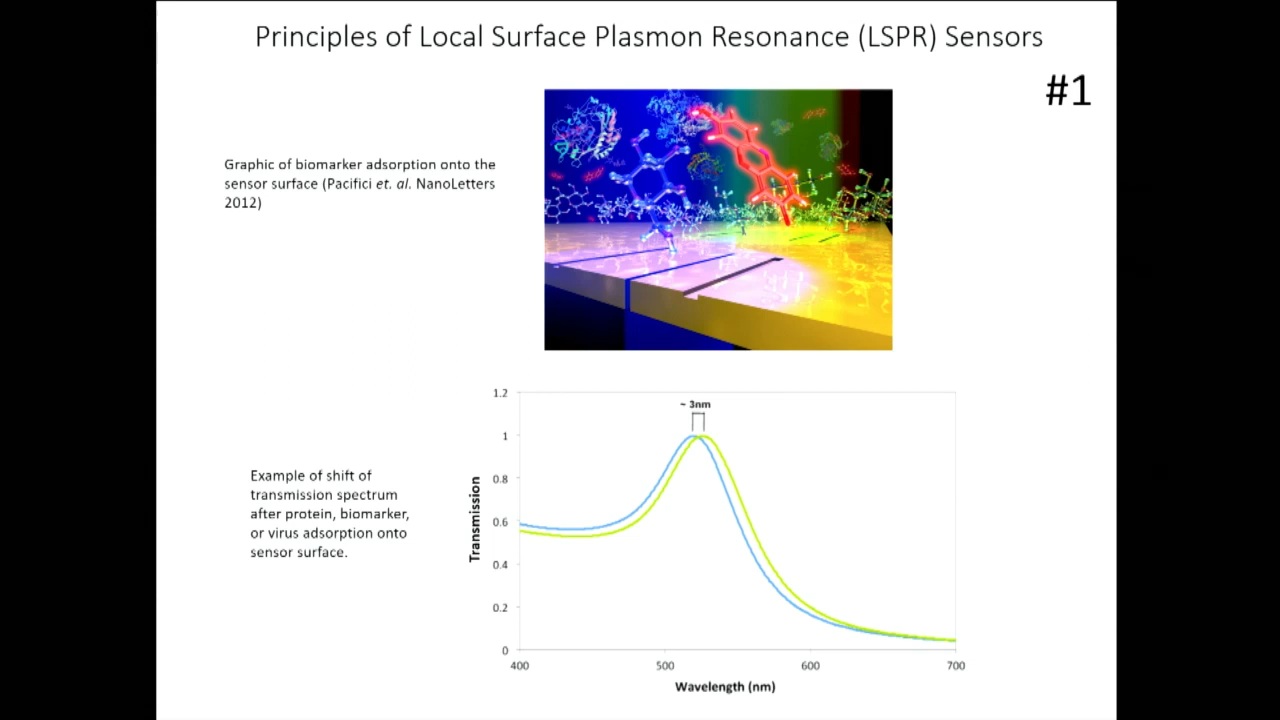 Principles of Local Surface Plasmon Resonance (LSPR) Sensors
#1
Graphic of biomarker adsorption onto the
sensor surface (Pacifici et. al. NanoLetters
2012)
Example of shift of
transmission spectrum
after protein, biomarker,
or virus adsorption onto
sensor surface.
~ 3nm
1.2
1
0.8
0.6
0.4
0.2
0
Transmission
400 500 600 700
Wavelength (nm)